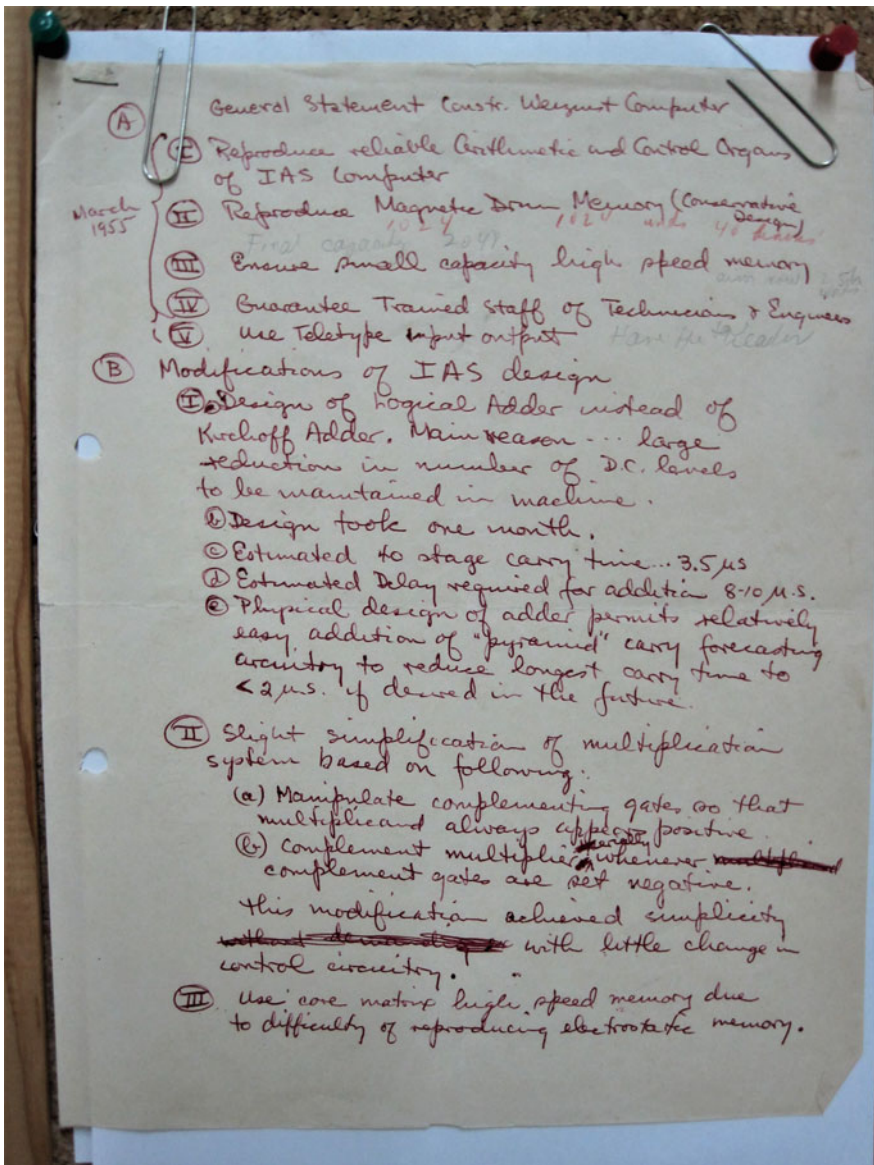 General Statement Constr. Weizmat Computer
(A)
(I) Reproduce reliable Arithmetic and Control Organs
of IAS Computer
March
1955
(II) Reproduce Magnetic Drum Memory (Conservative
Design)
1024 1024 40
Final capacity 2049
(III) Ensure small capacity high speed memory
(IV) Guarantee Trained Staff of Technicians & Engineers
(V) Use Teletype input output
(B) Modifications of IAS design
(I) Design of Logical Adder instead of
Kirchoff Adder. Main reason ... large
reduction in number of D.C. levels
to be maintained in machine.
(b) Design took one month.
(c) Estimated 40 stage carry time... 3.5 μs
(d) Estimated Delay required for addition 8-10 μ.s.
(e) Physical design of adder permits relatively
easy addition of "pyramid" carry forecasting
circuitry to reduce longest carry time to
<2 μ.s. if desired in the future.
(II) Slight simplification of multiplication
system based on following:
(a) Manipulate complementing gates so that
multiplicand always appears positive.
(b) Complement multiplier serially whenever
complement gates are set negative.
This modification achieved simplicity
with little change in
control circuitry.
(III) Use core matrix high speed memory due
to difficulty of reproducing electrostatic memory.